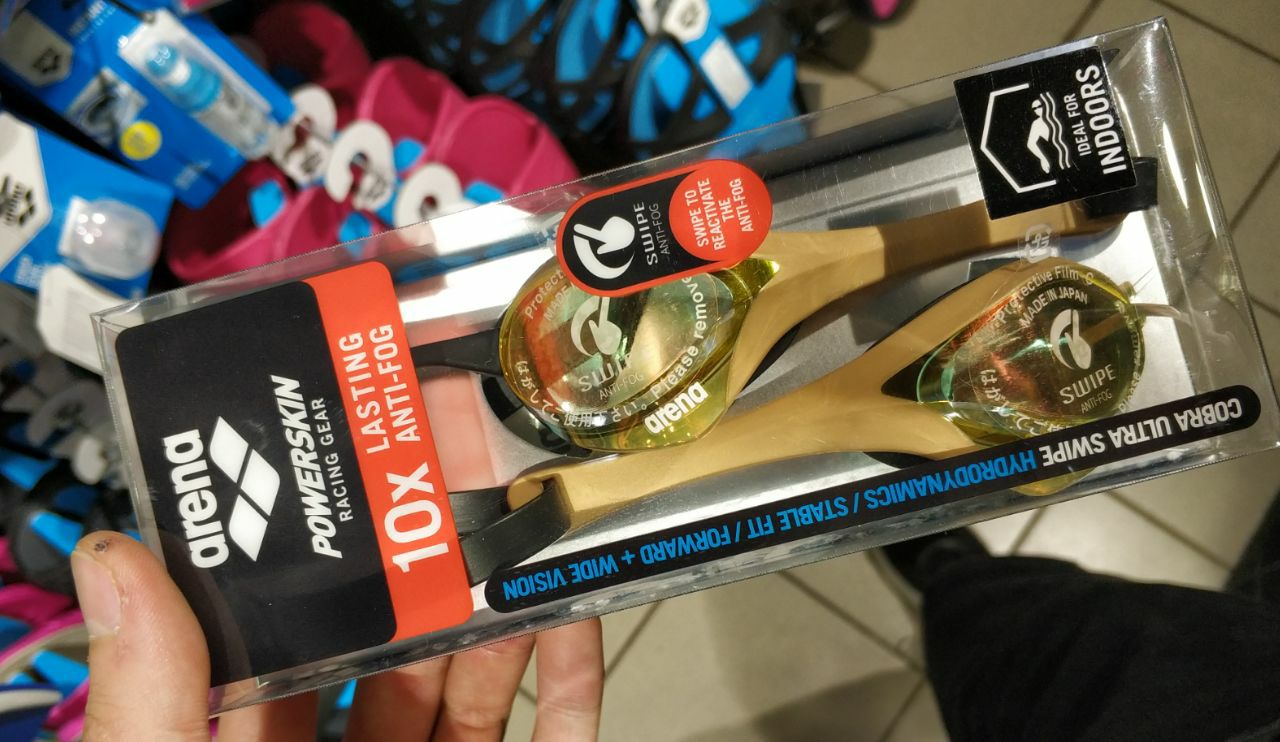 arena
POWERSKIN
RACING GEAR
10X LASTING
ANTI-FOG
SWIPE
ANTI-FOG
SWIPE TO
REACTIVATE
THE
ANTI-FOG
IDEAL FOR
INDOORS
SWIPE
ANTI-FOG
Please remove
arena
Protective Film
MADE IN JAPAN
SWIPE
ANTI-FOG
COBRA ULTRA SWIPE HYDRODYNAMICS / STABLE FIT / FORWARD + WIDE VISION